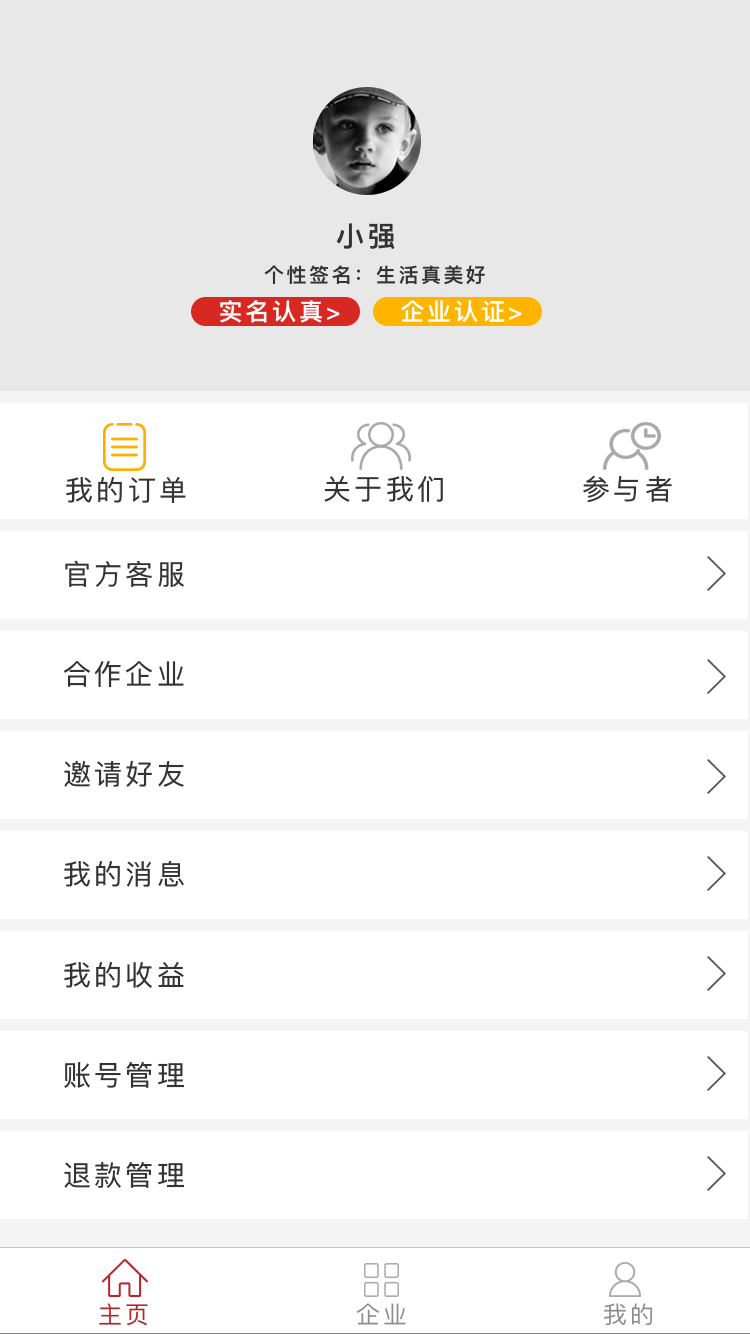 小强
个性签名：生活真美好
实名认真> 企业认证>
我的订单 关于我们 参与者
官方客服
合作企业
邀请好友
我的消息
我的收益
账号管理
退款管理
主页 企业 我的